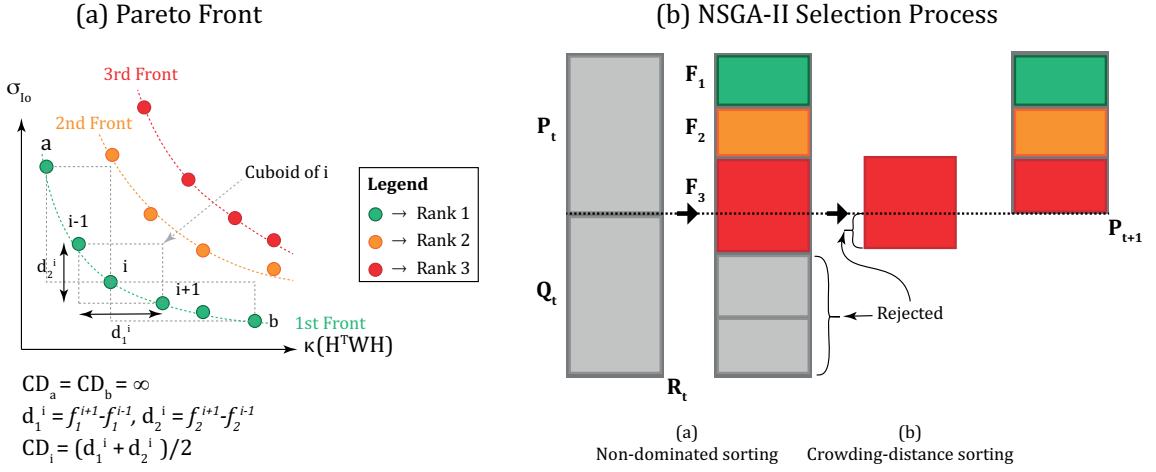 (a) Pareto Front
σ_lo
3rd Front
2nd Front
a
Cuboid of i
i-1
i
i+1
d₂ⁱ
d₁ⁱ
b
1st Front
κ(HᵀWH)
Legend
→ Rank 1
→ Rank 2
→ Rank 3
CDₐ = CD_b = ∞
d₁ⁱ = f₁ⁱ⁺¹-f₁ⁱ⁻¹, d₂ⁱ = f₂ⁱ⁺¹-f₂ⁱ⁻¹
CDᵢ = (d₁ⁱ + d₂ⁱ)/2
(b) NSGA-II Selection Process
Pₜ
Qₜ
Rₜ
F₁
F₂
F₃
Rejected
Pₜ₊₁
(a)
Non-dominated sorting
(b)
Crowding-distance sorting